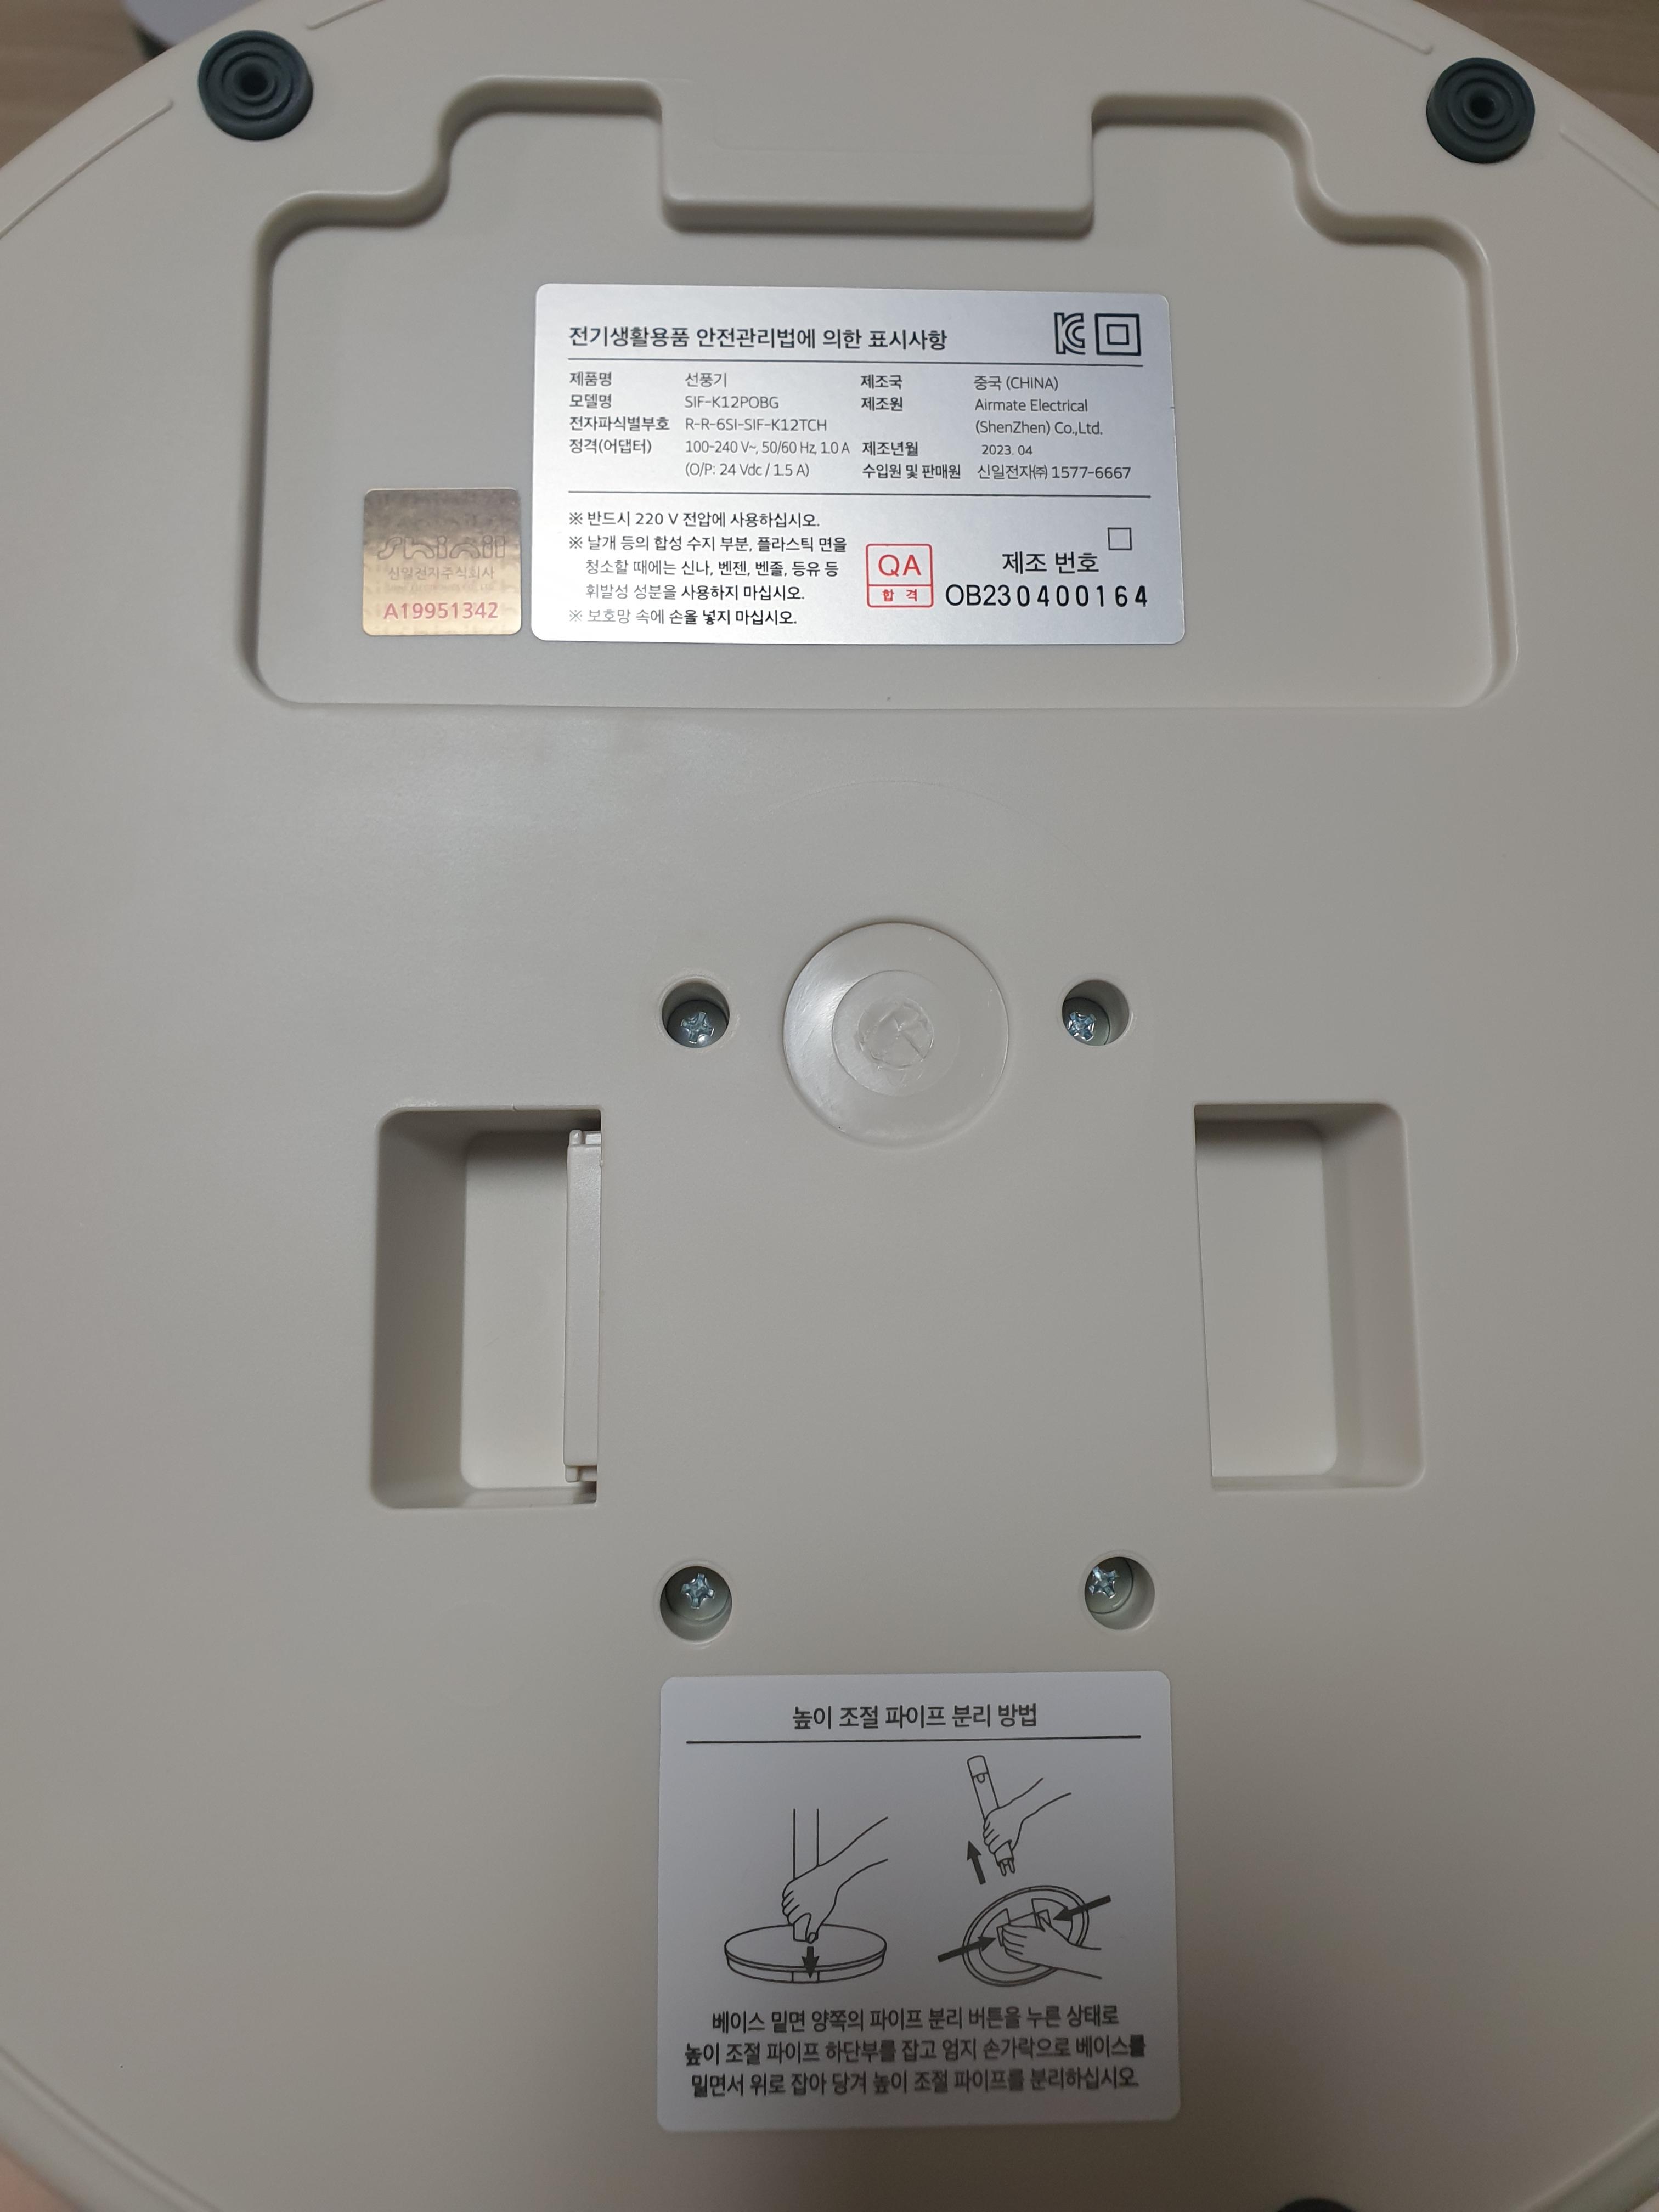 전기생활용품 안전관리법에 의한 표시사항
제품명 선풍기
모델명 SIF-K12POBG
전자파식별부호 R-R-6SI-SIF-K12TCH
정격(어댑터) 100-240 V~, 50/60 Hz, 1.0 A
(O/P: 24 Vdc / 1.5 A)
제조국 중국 (CHINA)
제조원 Airmate Electrical
(ShenZhen) Co.,Ltd.
제조년월 2023. 04
수입원 및 판매원 신일전자㈜ 1577-6667
※ 반드시 220 V 전압에 사용하십시오.
※ 날개 등의 합성 수지 부분, 플라스틱 면을
청소할 때에는 신나, 벤젠, 벤졸, 등유 등
휘발성 성분을 사용하지 마십시오.
※ 보호망 속에 손을 넣지 마십시오.
QA
합 격
제조 번호
OB230400164
shinil
신일전자주식회사
A19951342
높이 조절 파이프 분리 방법
베이스 밑면 양쪽의 파이프 분리 버튼을 누른 상태로
높이 조절 파이프 하단부를 잡고 엄지 손가락으로 베이스를
밀면서 위로 잡아 당겨 높이 조절 파이프를 분리하십시오.